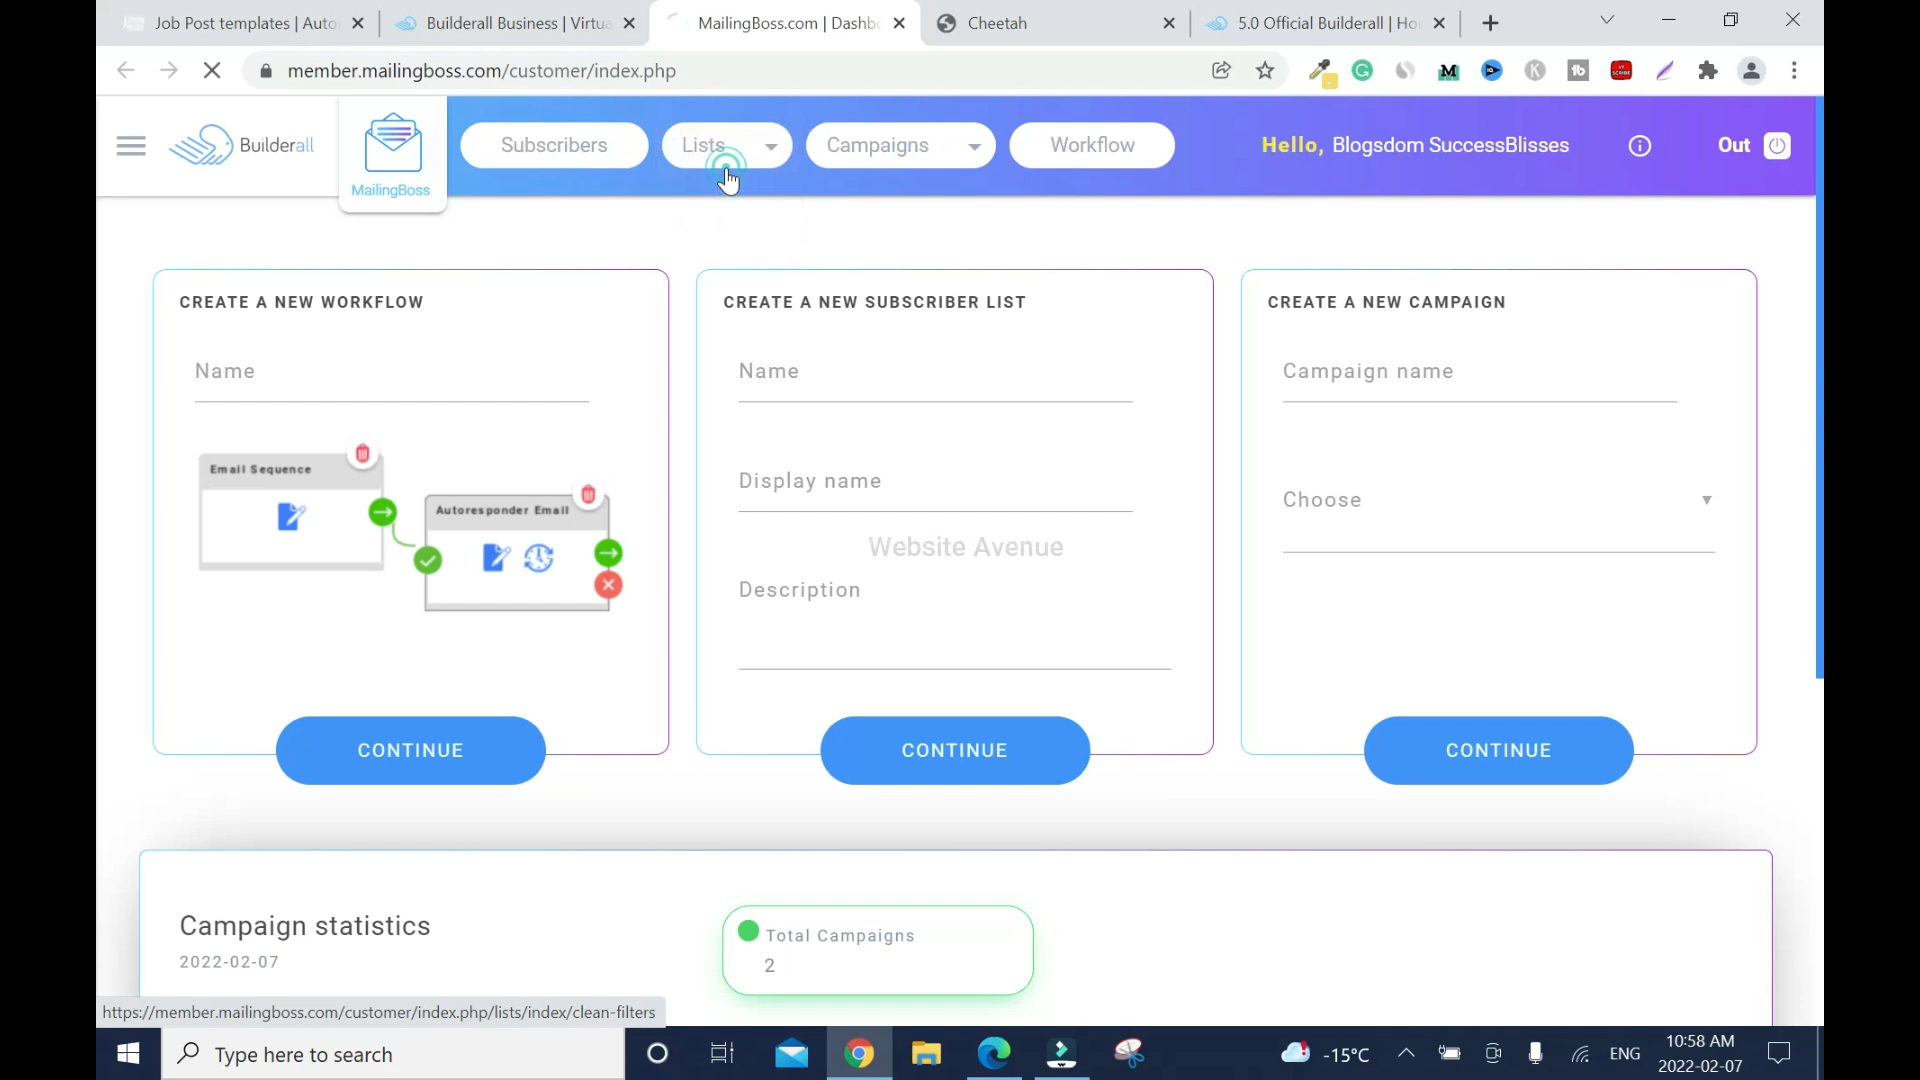 Job Post templates | Auto
Builderall Business | Virtua
MailingBoss.com | Dashbo
Cheetah
5.0 Official Builderall | Ho
member.mailingboss.com/customer/index.php
Builderall
MailingBoss
Subscribers
Lists
Campaigns
Workflow
Hello, Blogsdom SuccessBlisses
Out
CREATE A NEW WORKFLOW
Name
Email Sequence
Autoresponder Email
CONTINUE
CREATE A NEW SUBSCRIBER LIST
Name
Display name
Website Avenue
Description
CONTINUE
CREATE A NEW CAMPAIGN
Campaign name
Choose
CONTINUE
Campaign statistics
2022-02-07
Total Campaigns
2
https://member.mailingboss.com/customer/index.php/lists/index/clean-filters
Type here to search
-15°C
ENG
10:58 AM
2022-02-07